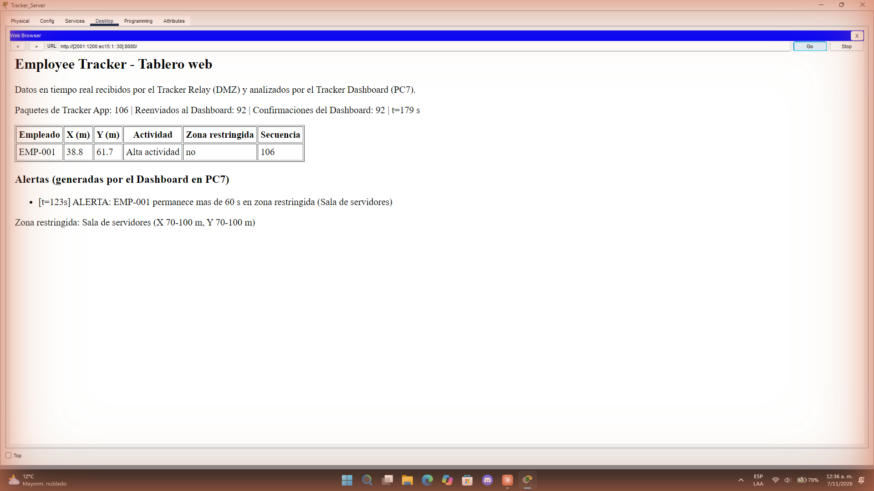 Tracker_Server
Physical Config Services Desktop Programming Attributes
Web Browser
X
< > URL http://[2001:1200:ec15:1::30]:8080/ Go Stop
Employee Tracker - Tablero web
Datos en tiempo real recibidos por el Tracker Relay (DMZ) y analizados por el Tracker Dashboard (PC7).
Paquetes de Tracker App: 106 | Reenviados al Dashboard: 92 | Confirmaciones del Dashboard: 92 | t=179 s
Empleado X (m) Y (m) Actividad Zona restringida Secuencia
EMP-001 38.8 61.7 Alta actividad no 106
Alertas (generadas por el Dashboard en PC7)
[t=123s] ALERTA: EMP-001 permanece mas de 60 s en zona restringida (Sala de servidores)
Zona restringida: Sala de servidores (X 70-100 m, Y 70-100 m)
Top
12°C
Mayorm. nublado
ESP
LAA
79%
12:36 a. m.
7/11/2026